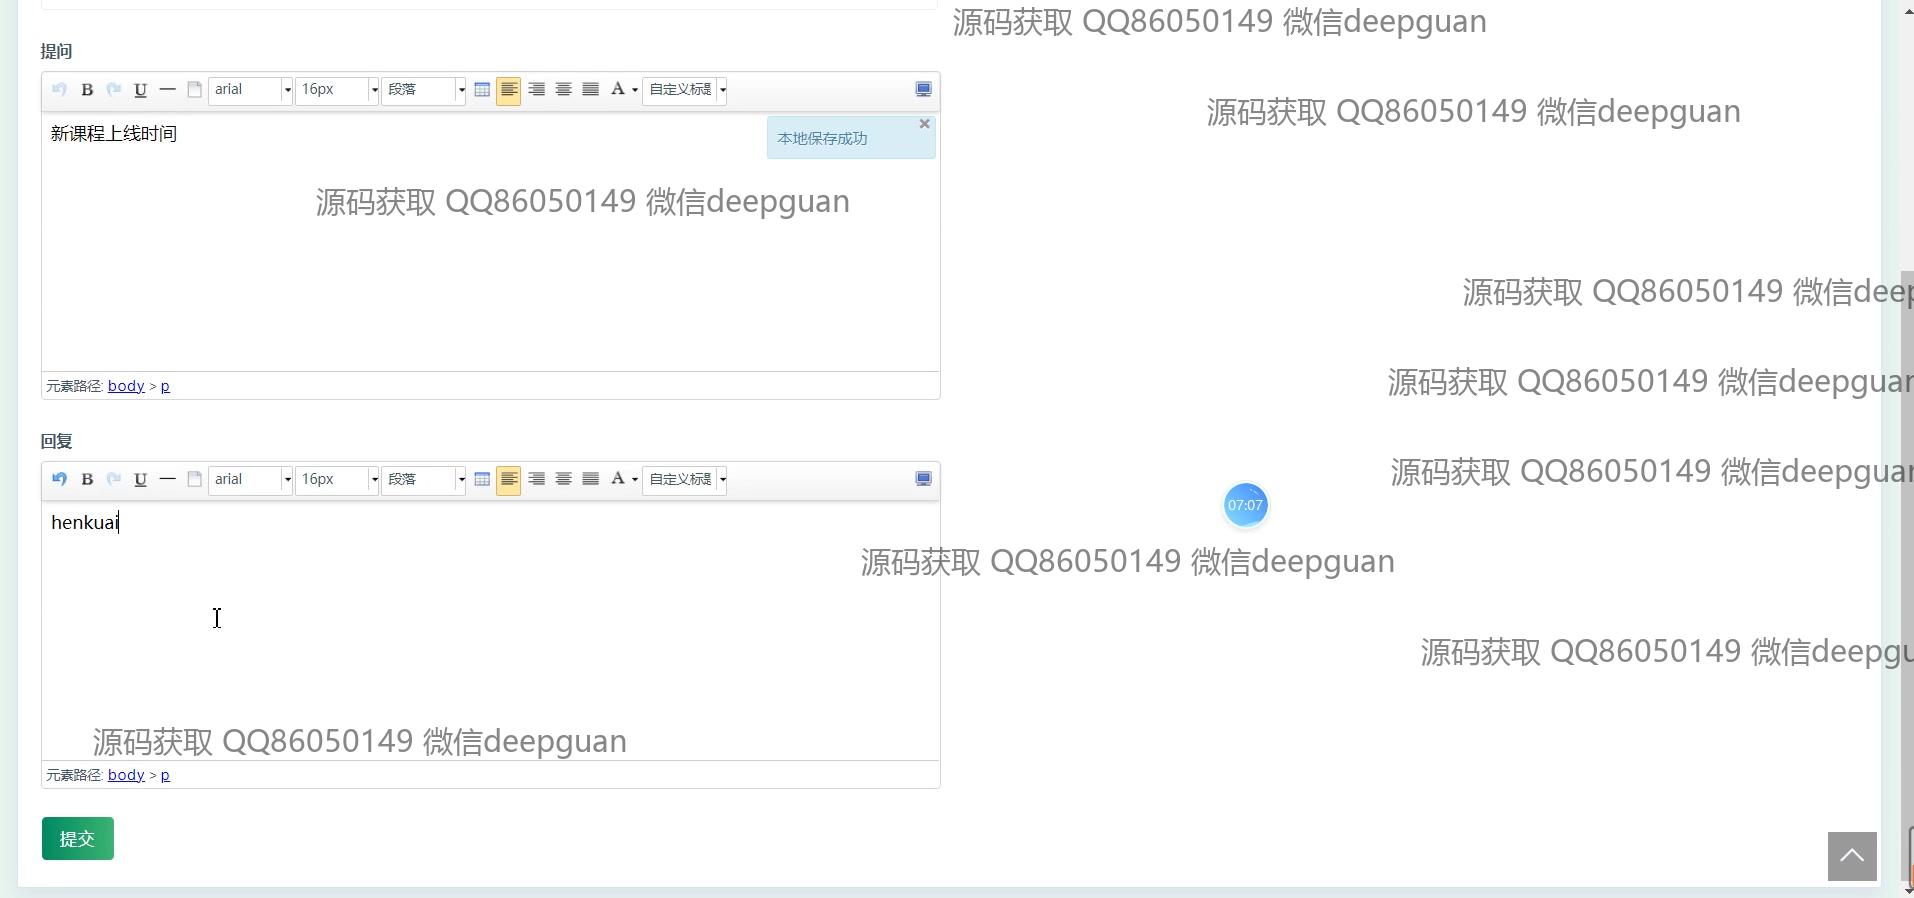 源码获取 QQ86050149 微信deepguan
提问
B U arial 16px 段落 A 自定义标题
源码获取 QQ86050149 微信deepguan
新课程上线时间
本地保存成功
源码获取 QQ86050149 微信deepguan
源码获取 QQ86050149 微信deep
元素路径: body > p
源码获取 QQ86050149 微信deepguan
回复
B U arial 16px 段落 A 自定义标题
源码获取 QQ86050149 微信deepguan
henkuai
07:07
源码获取 QQ86050149 微信deepguan
源码获取 QQ86050149 微信deepgu
源码获取 QQ86050149 微信deepguan
元素路径: body > p
提交